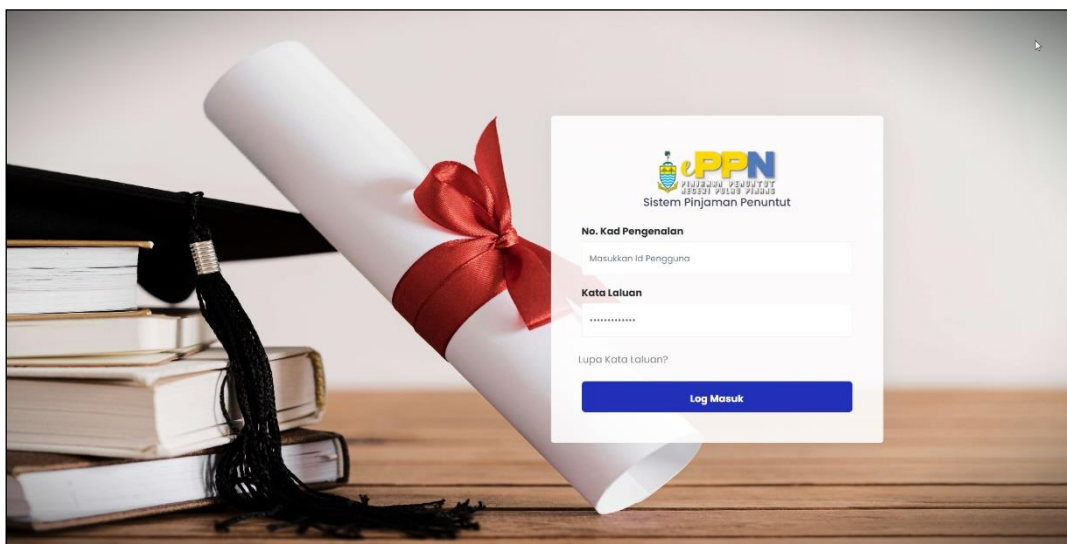 ePPN
PINJAMAN PENUNTUT
NEGERI PULAU PINANG
Sistem Pinjaman Penuntut
No. Kad Pengenalan
Masukkan Id Pengguna
Kata Laluan
•••••••••••••
Lupa Kata Laluan?
Log Masuk